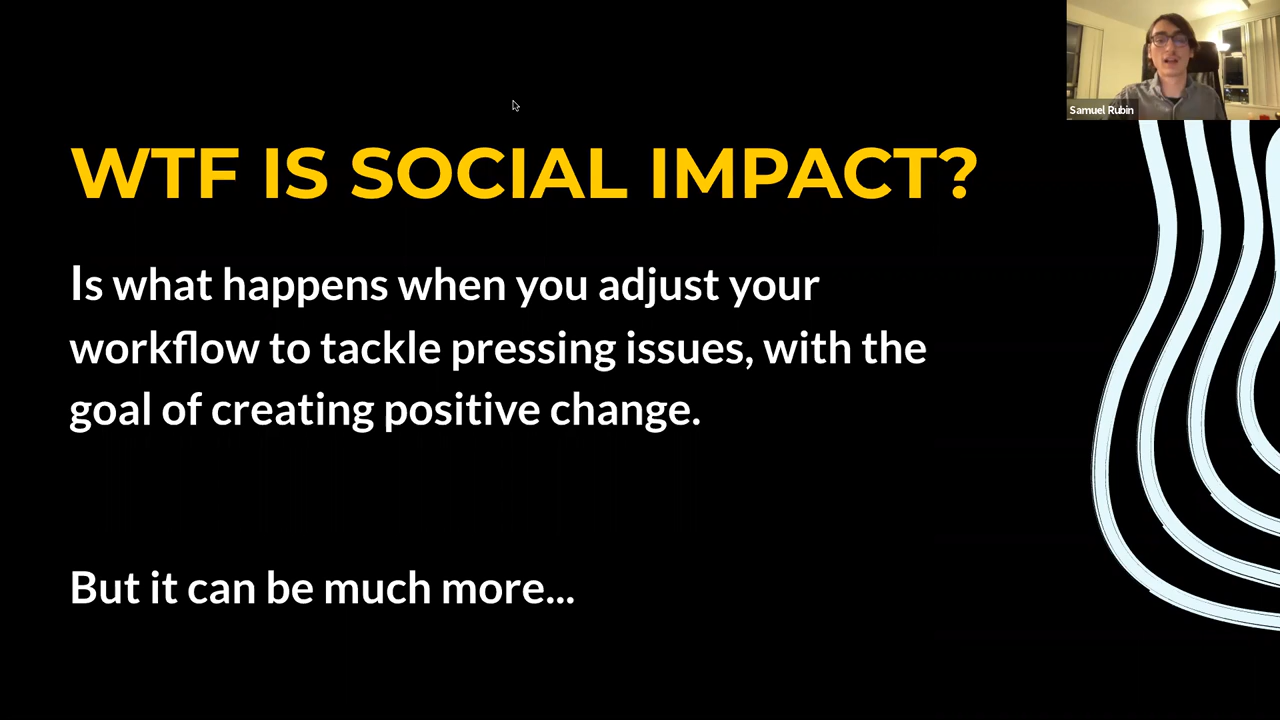 Samuel Rubin
WTF IS SOCIAL IMPACT?
Is what happens when you adjust your
workflow to tackle pressing issues, with the
goal of creating positive change.
But it can be much more...